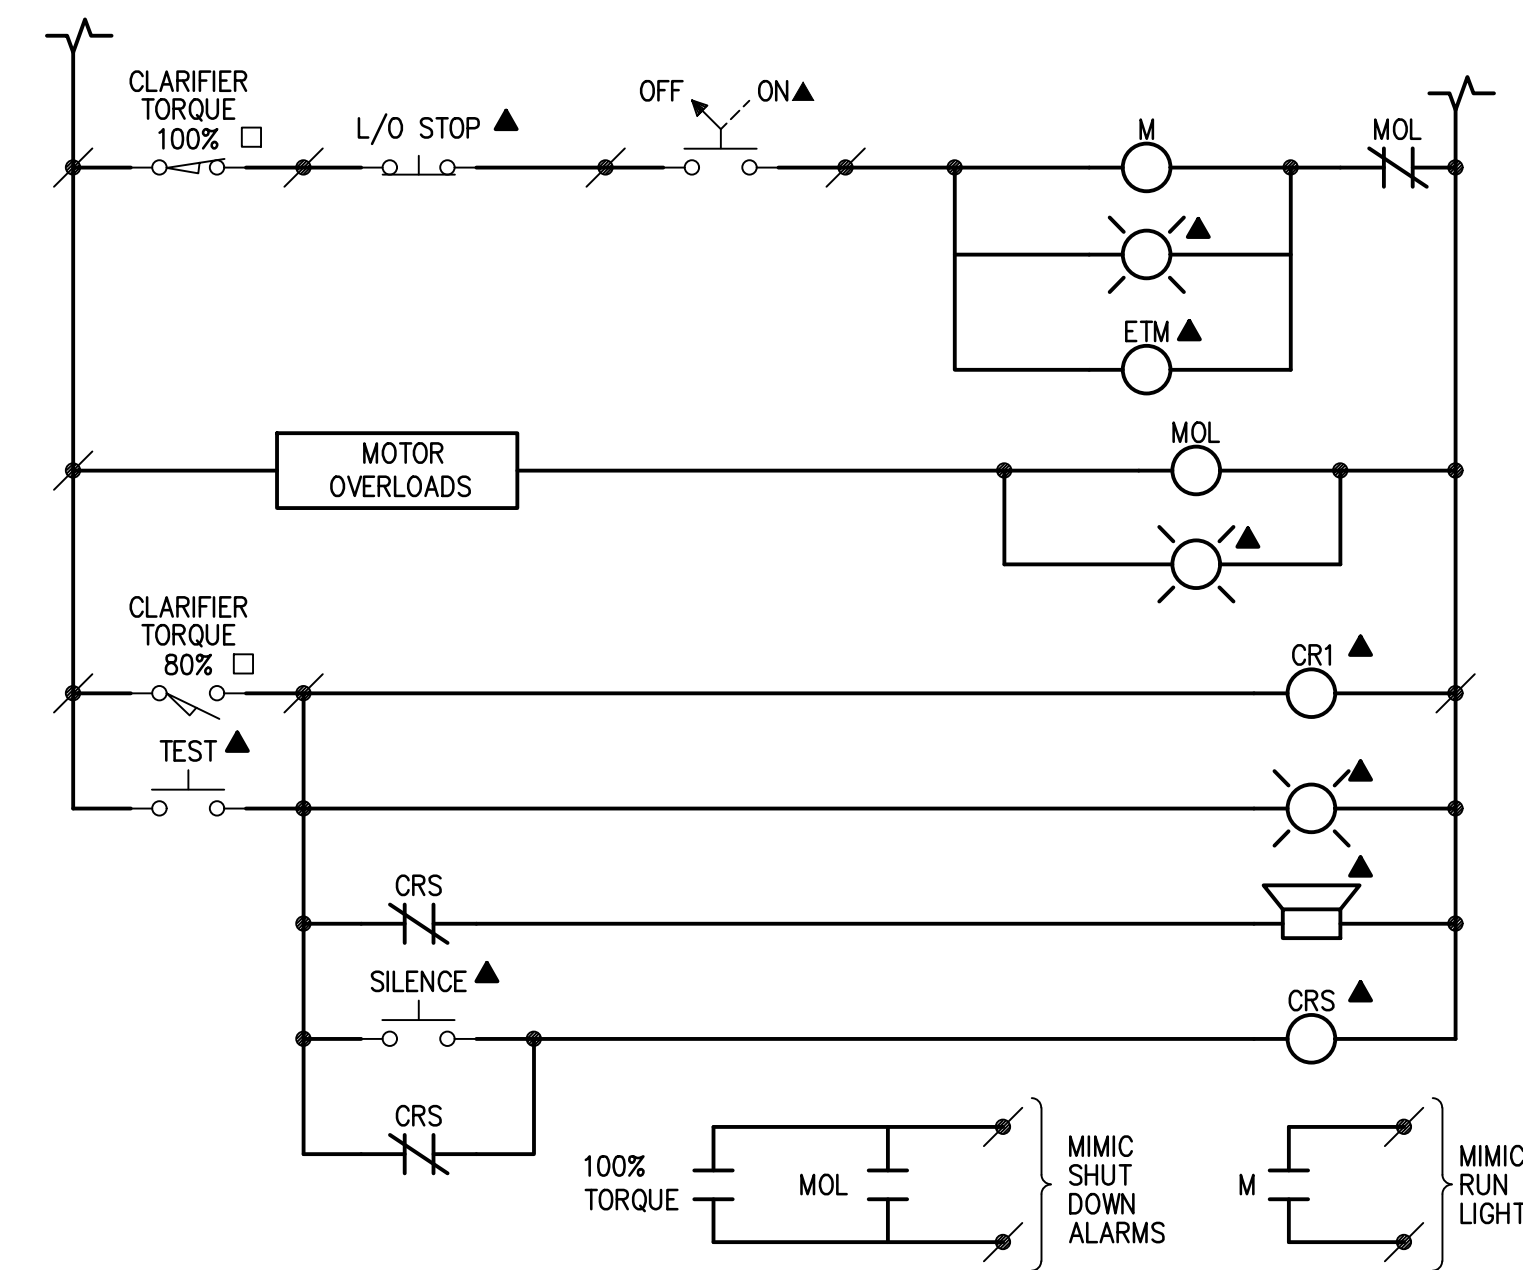 CLARIFIER
TORQUE
100%
L/O STOP
OFF
ON
M
MOL
ETM
MOTOR
OVERLOADS
MOL
CLARIFIER
TORQUE
80%
CR1
TEST
CRS
SILENCE
CRS
CRS
100%
TORQUE
MOL
MIMIC
SHUT
DOWN
ALARMS
M
MIMIC
RUN
LIGHT